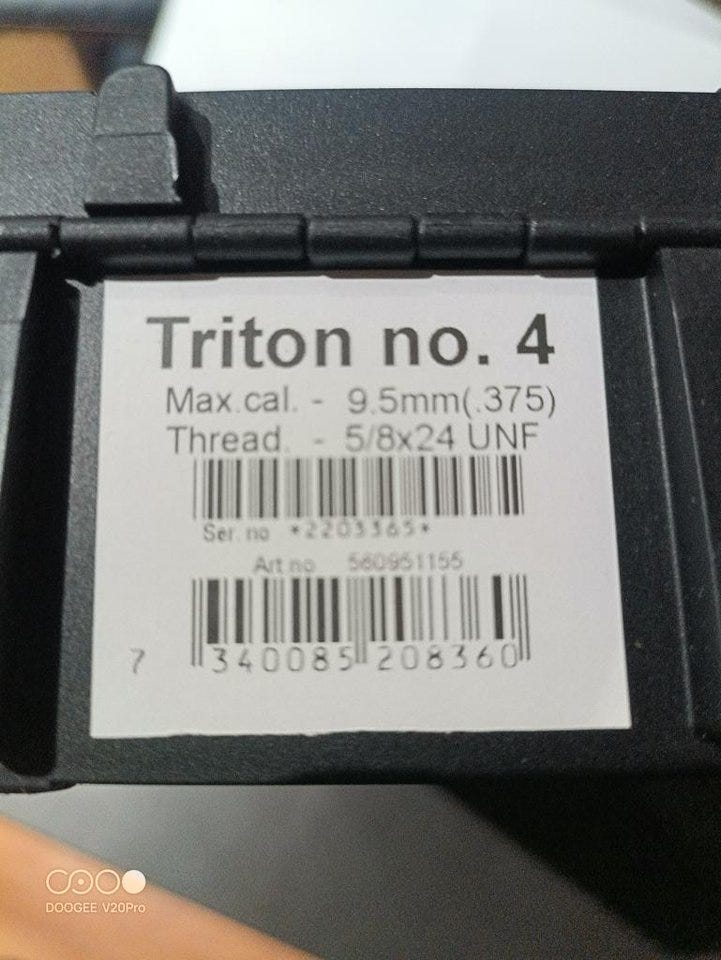 Triton no. 4
Max.cal. - 9.5mm(.375)
Thread. - 5/8x24 UNF
Ser. no *2203365*
Art.no 560951155
7 340085 208360
DOOGEE V20Pro